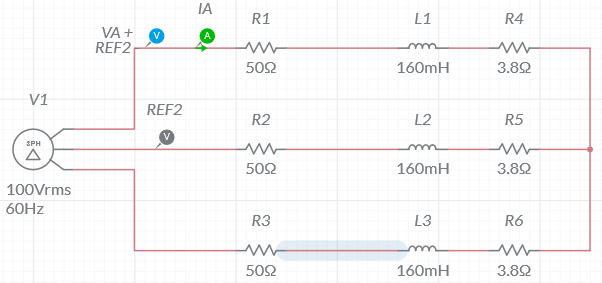 IA
R1
L1
R4
VA +
REF2
V
A
50Ω
160mH
3.8Ω
V1
REF2
V
R2
L2
R5
3PH
50Ω
160mH
3.8Ω
100Vrms
60Hz
R3
L3
R6
50Ω
160mH
3.8Ω